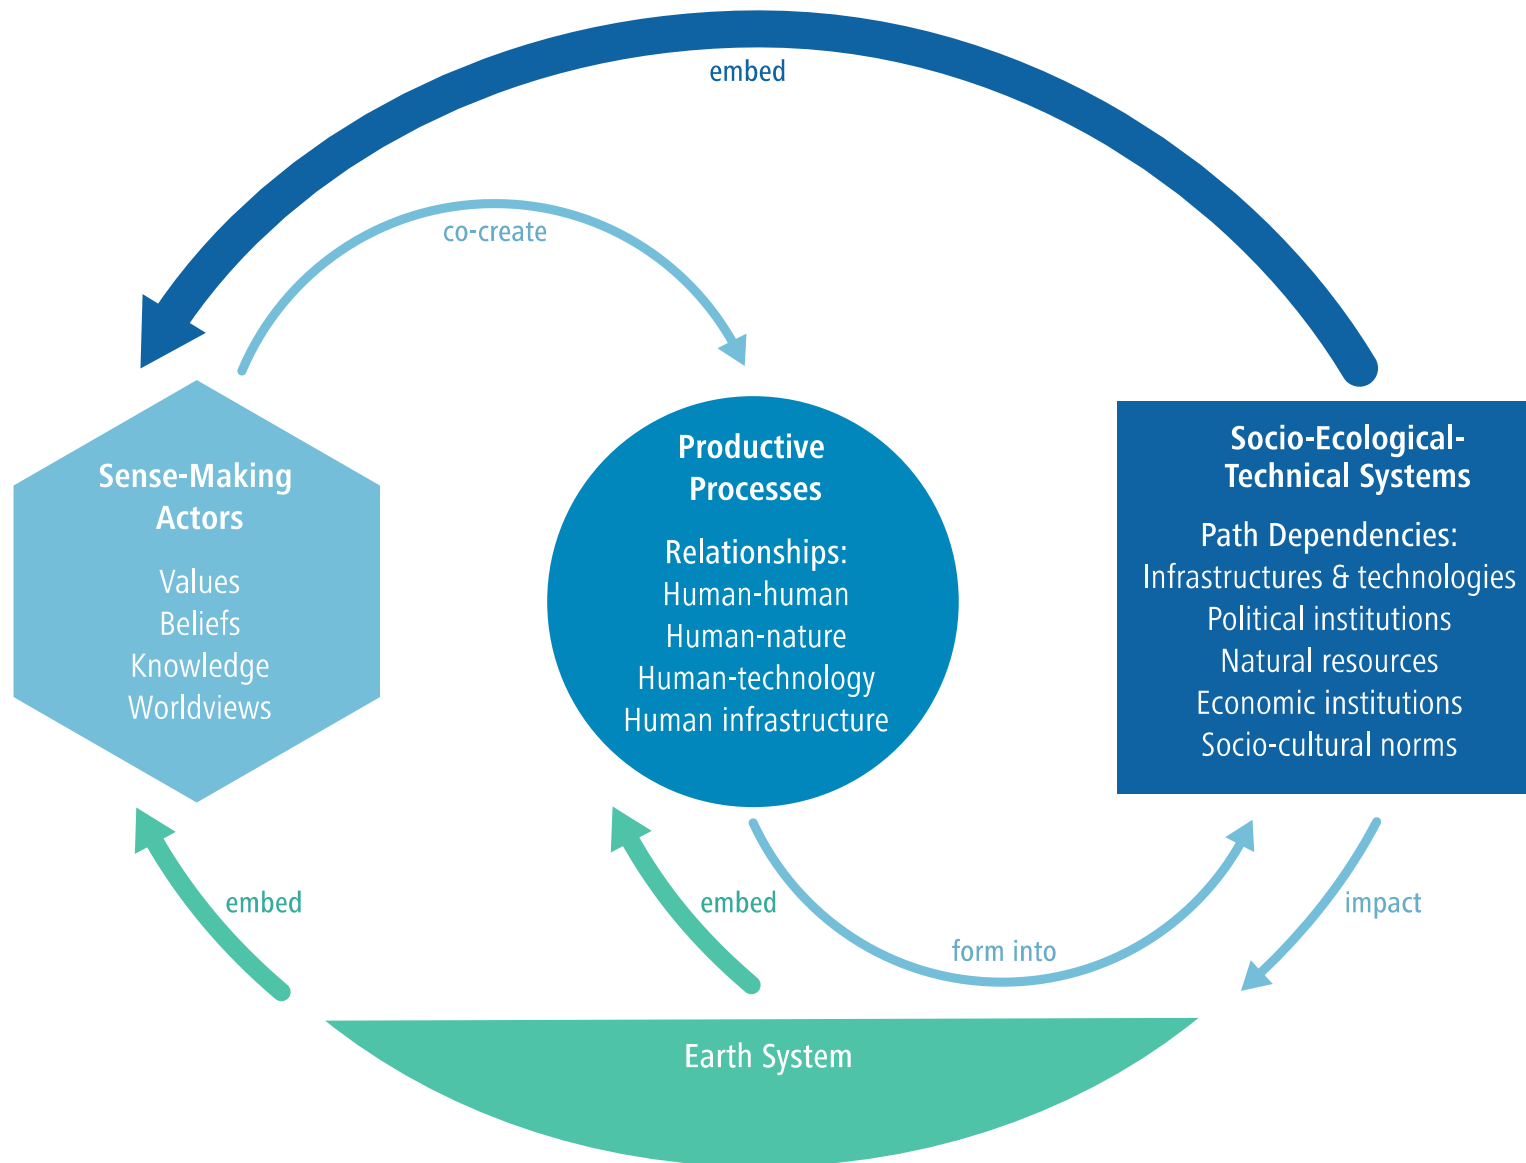 embed
co-create
Sense-Making
Actors
Values
Beliefs
Knowledge
Worldviews
Productive
Processes
Relationships:
Human-human
Human-nature
Human-technology
Human infrastructure
Socio-Ecological-
Technical Systems
Path Dependencies:
Infrastructures & technologies
Political institutions
Natural resources
Economic institutions
Socio-cultural norms
embed
embed
form into
impact
Earth System